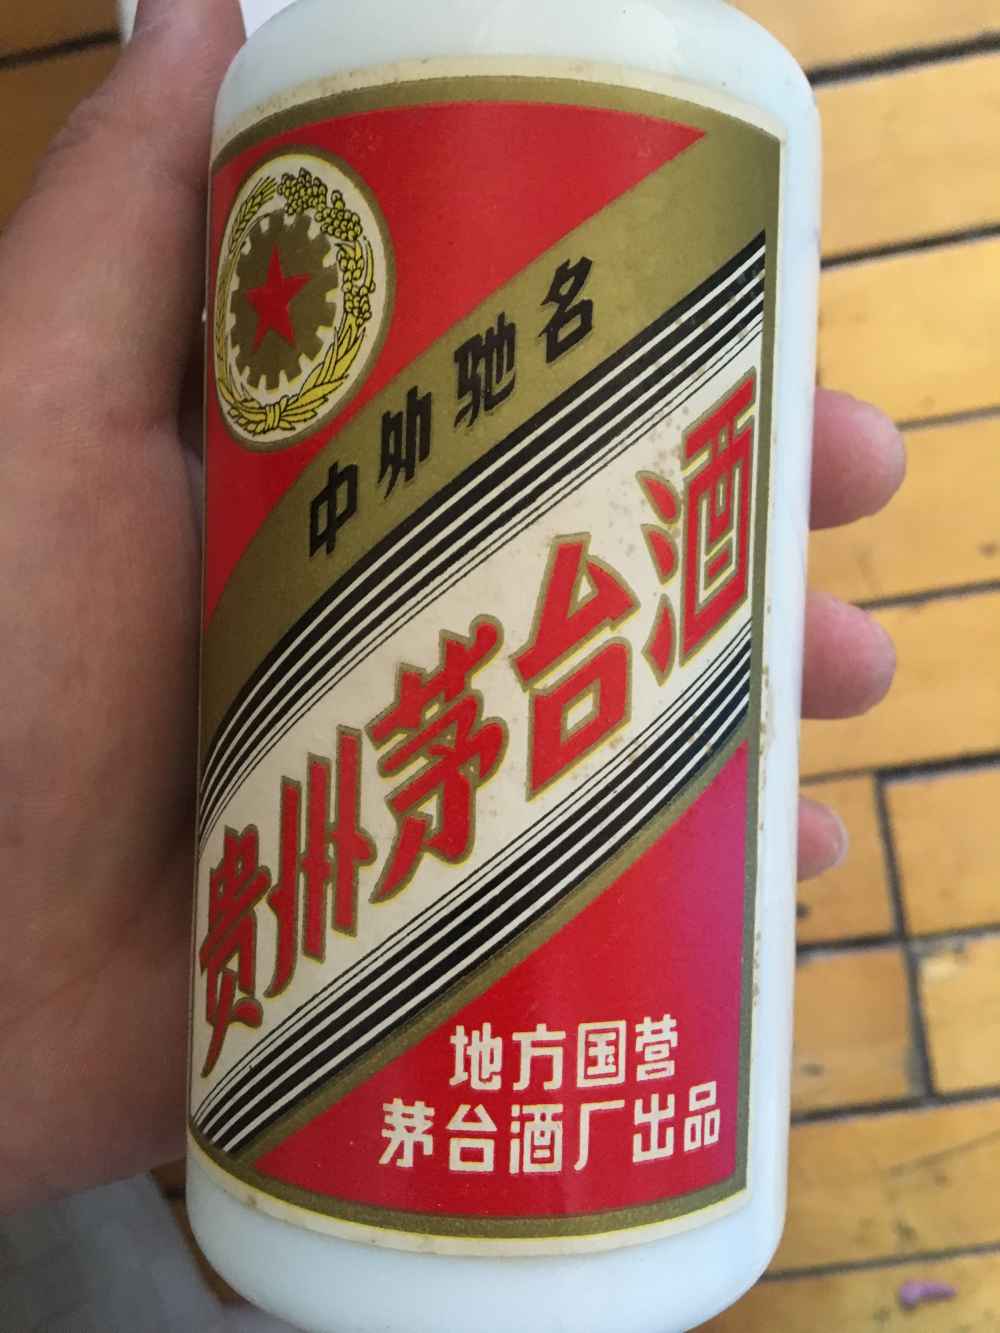 中外驰名
贵州茅台酒
地方国营
茅台酒厂出品